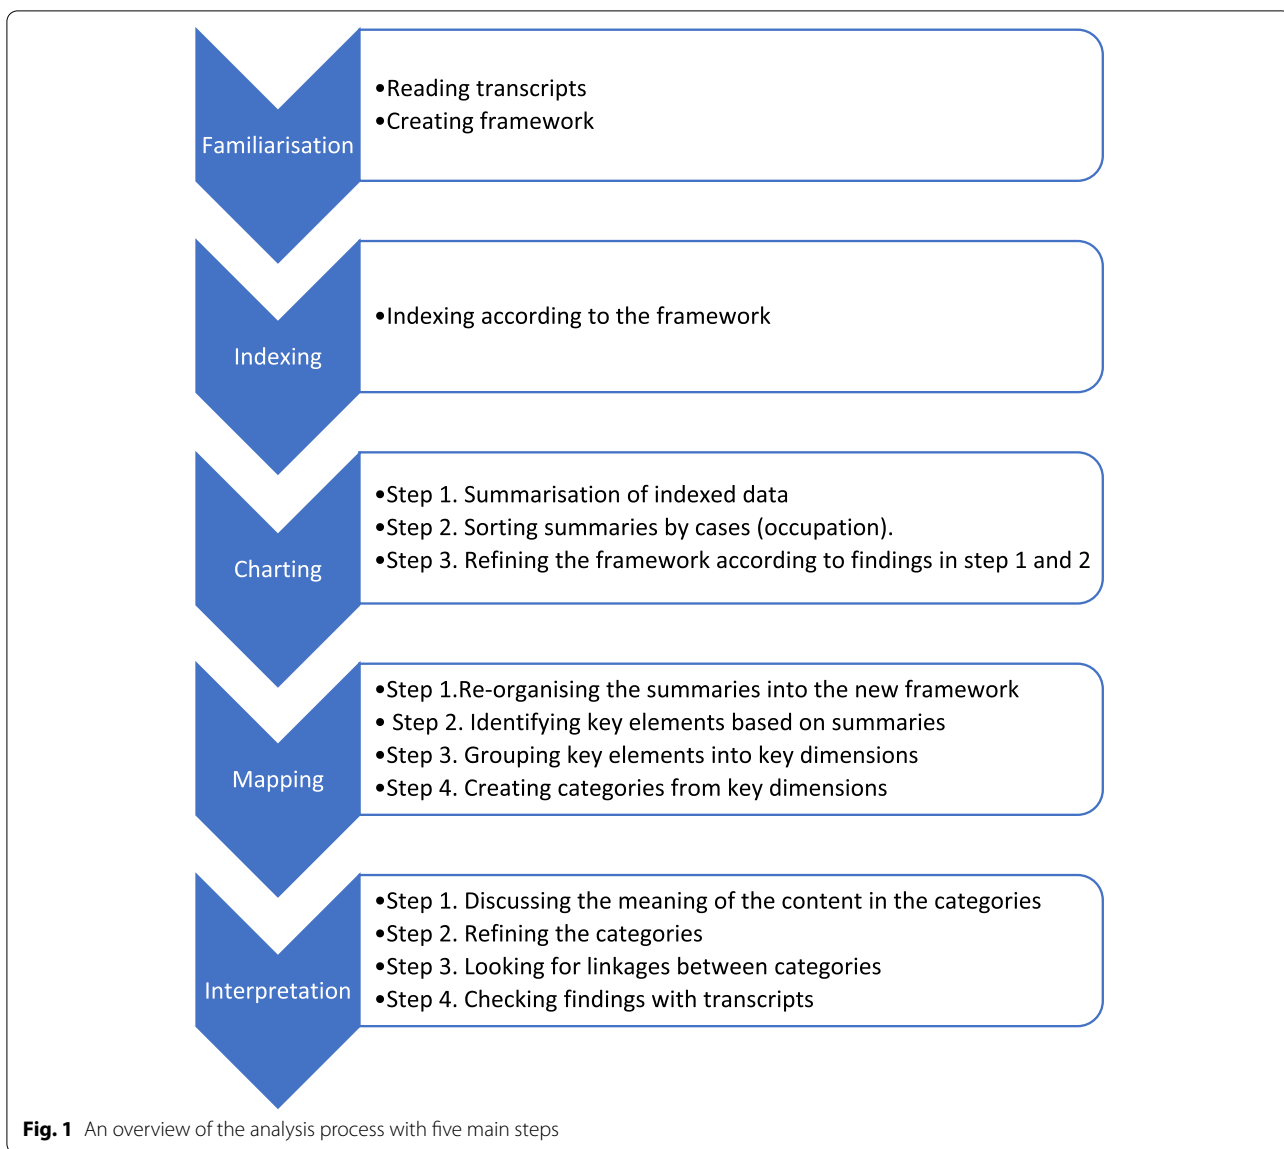 Familiarisation
•Reading transcripts
•Creating framework
Indexing
•Indexing according to the framework
Charting
•Step 1. Summarisation of indexed data
•Step 2. Sorting summaries by cases (occupation).
•Step 3. Refining the framework according to findings in step 1 and 2
Mapping
•Step 1.Re-organising the summaries into the new framework
• Step 2. Identifying key elements based on summaries
•Step 3. Grouping key elements into key dimensions
•Step 4. Creating categories from key dimensions
Interpretation
•Step 1. Discussing the meaning of the content in the categories
•Step 2. Refining the categories
•Step 3. Looking for linkages between categories
•Step 4. Checking findings with transcripts
Fig. 1 An overview of the analysis process with five main steps